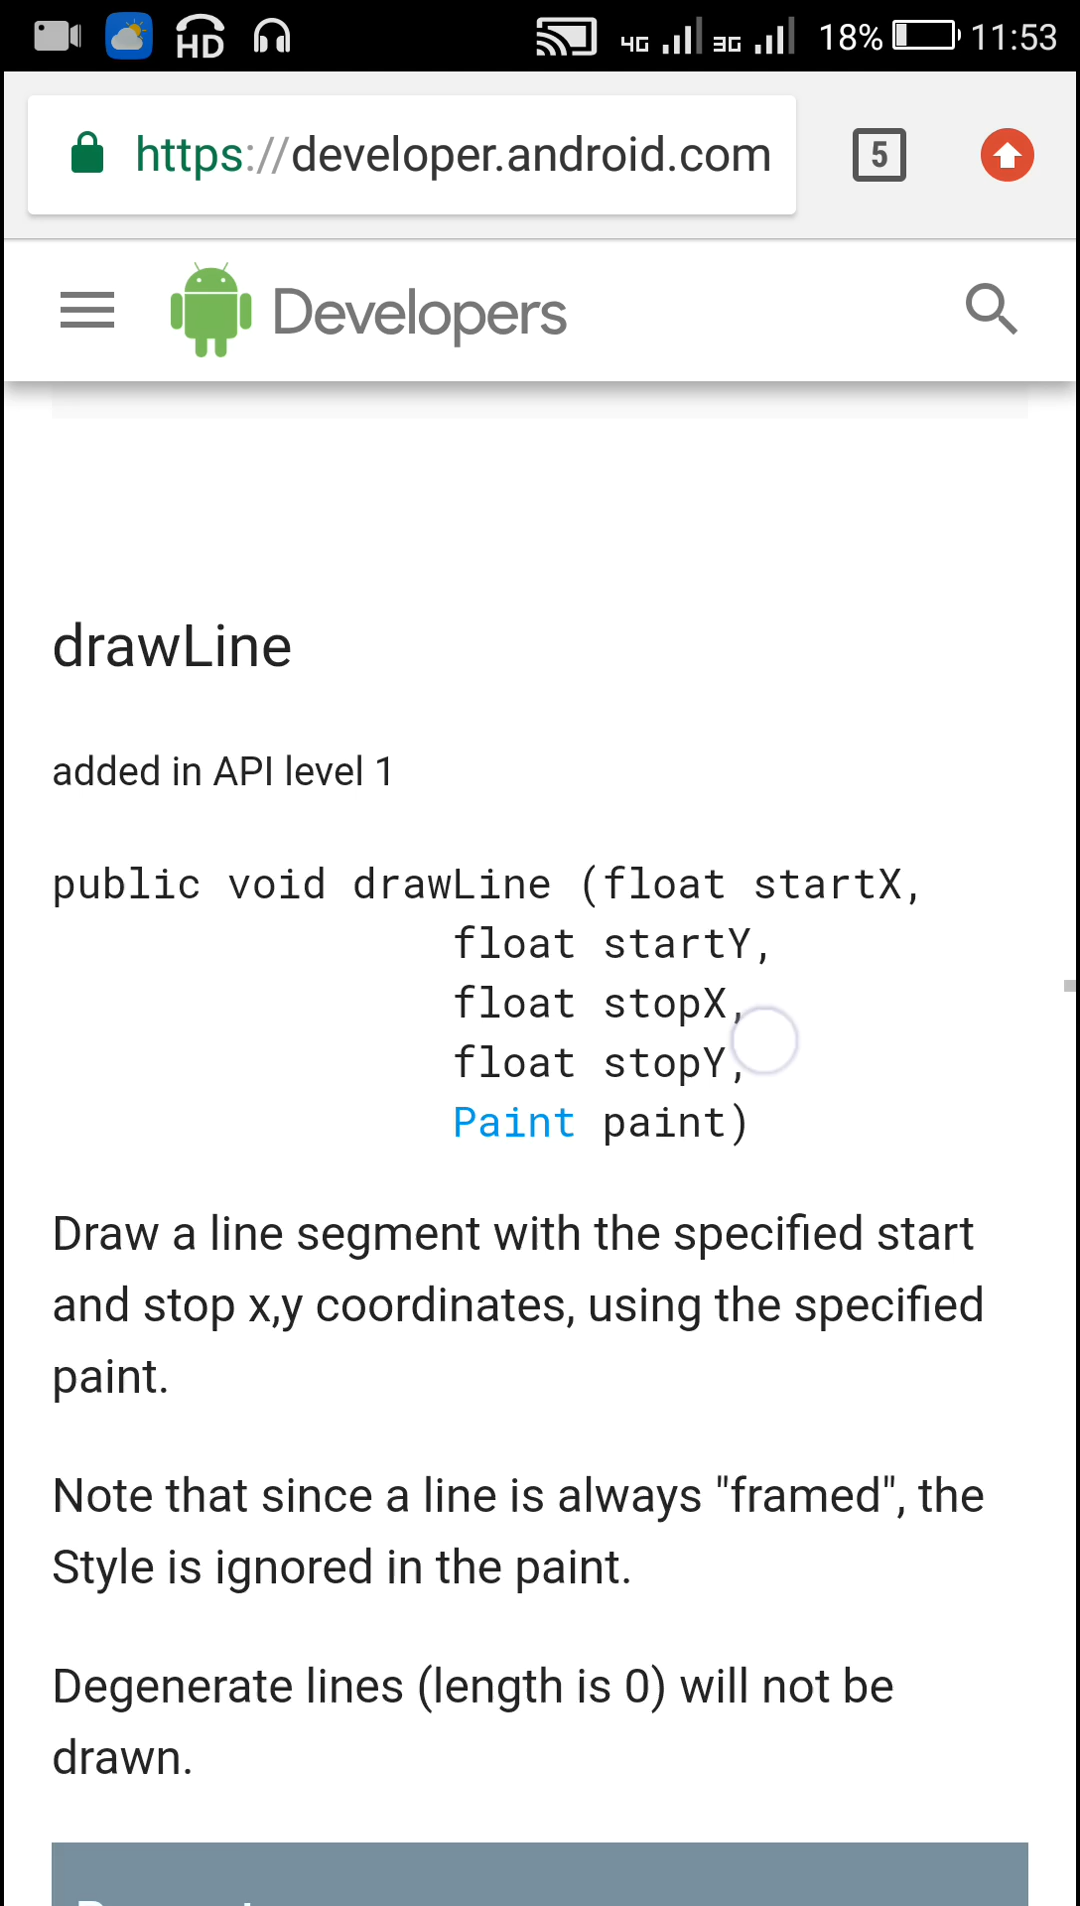 HD 4G 3G 18% 11:53
https://developer.android.com 5
Developers
drawLine
added in API level 1
public void drawLine (float startX,
float startY,
float stopX,
float stopY,
Paint paint)
Draw a line segment with the specified start
and stop x,y coordinates, using the specified
paint.
Note that since a line is always "framed", the
Style is ignored in the paint.
Degenerate lines (length is 0) will not be
drawn.